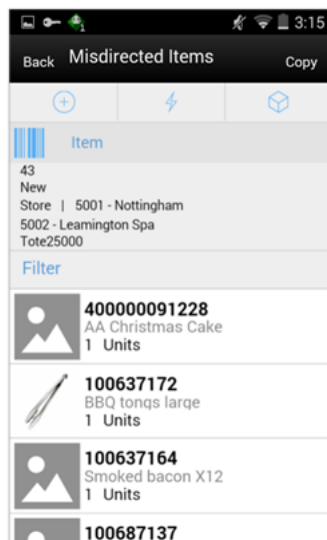 3:15
Back Misdirected Items Copy
Item
43
New
Store | 5001 - Nottingham
5002 - Leamington Spa
Tote25000
Filter
400000091228
AA Christmas Cake
1 Units
100637172
BBQ tongs large
1 Units
100637164
Smoked bacon X12
1 Units
100687137